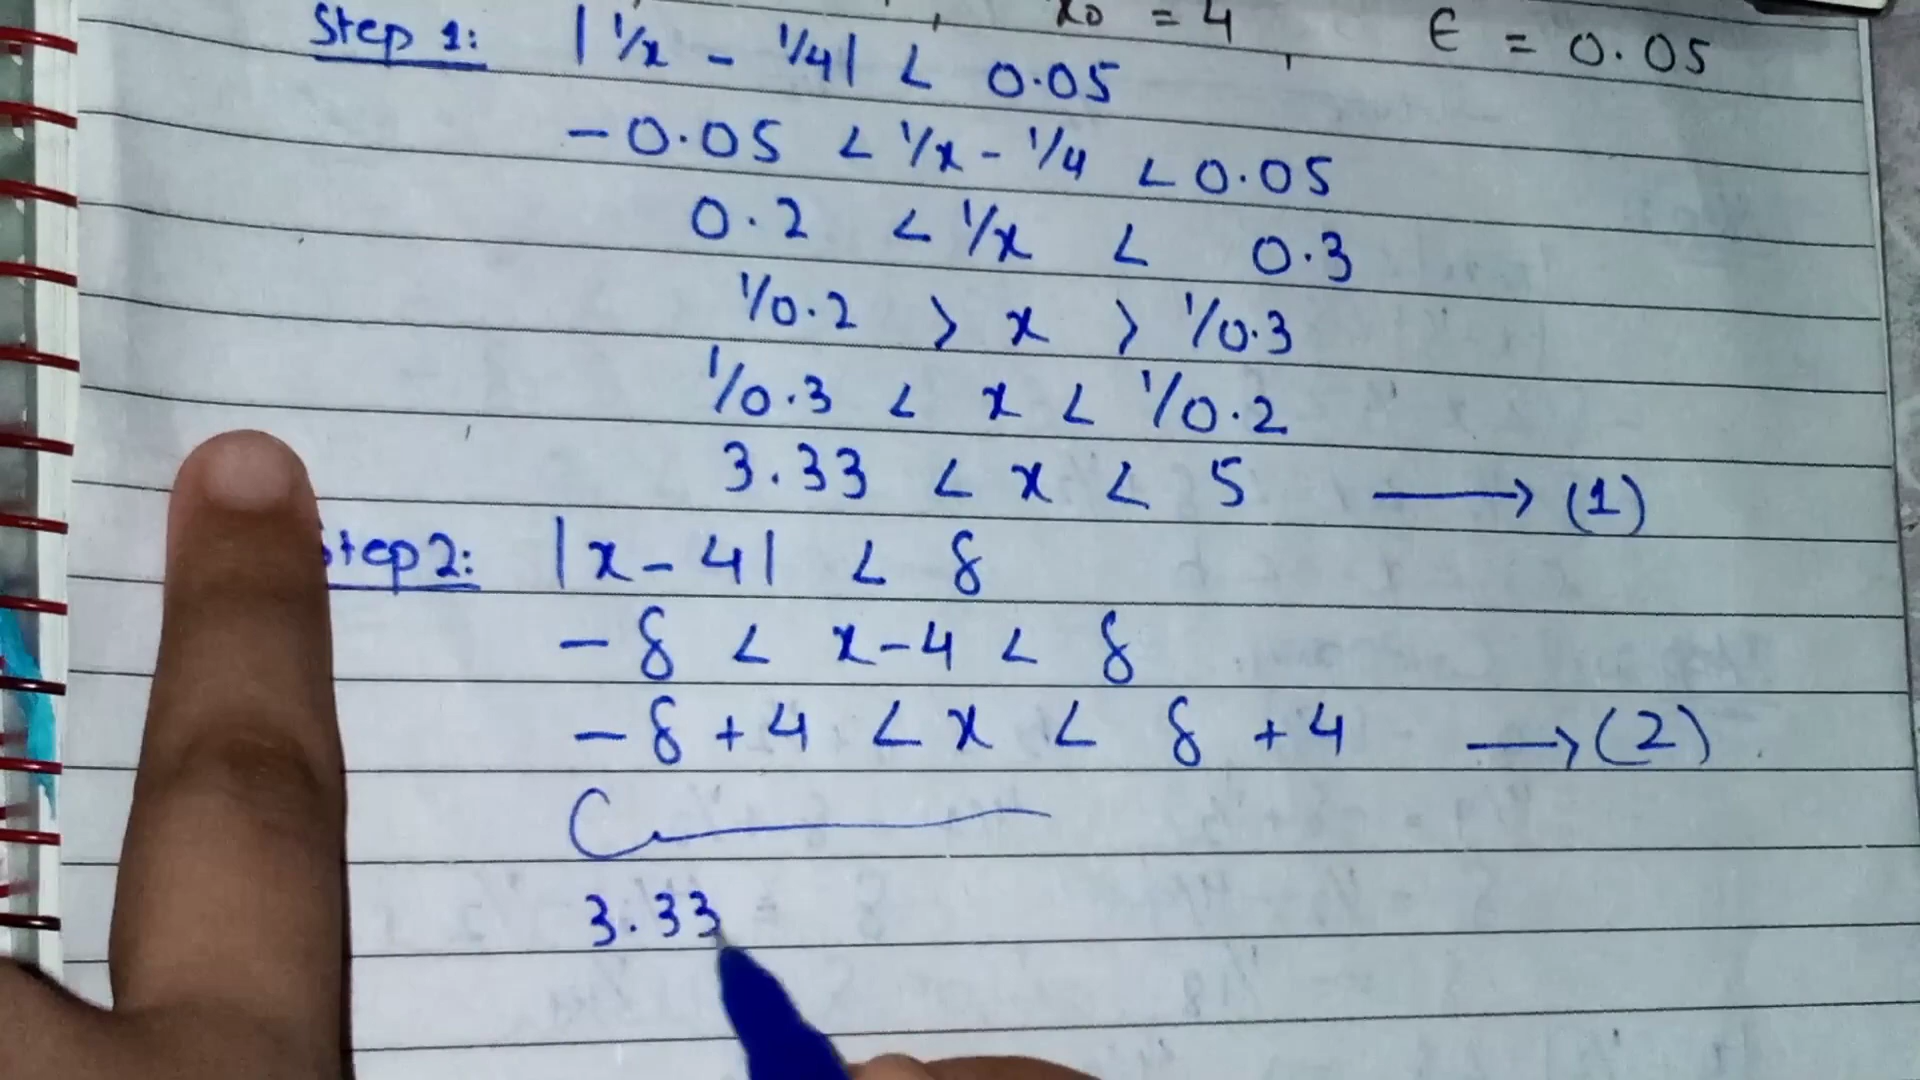 x₀ = 4 , ε = 0.05
Step 1: |1/x - 1/4| < 0.05
-0.05 < 1/x - 1/4 < 0.05
0.2 < 1/x < 0.3
1/0.2 > x > 1/0.3
1/0.3 < x < 1/0.2
3.33 < x < 5 → (1)
Step 2: |x-4| < δ
-δ < x-4 < δ
-δ+4 < x < δ+4 → (2)
3.33